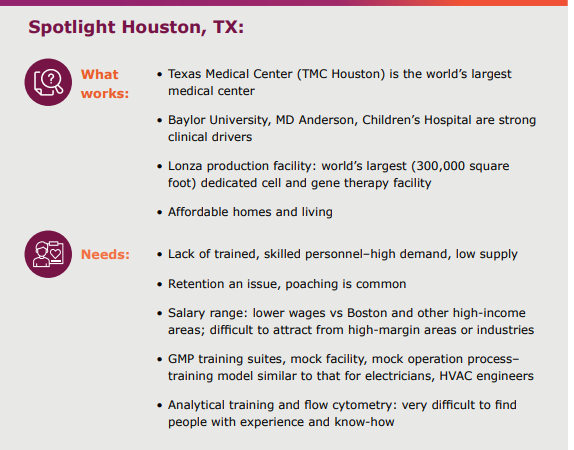 Spotlight Houston, TX:
What
works:
• Texas Medical Center (TMC Houston) is the world's largest
medical center
• Baylor University, MD Anderson, Children's Hospital are strong
clinical drivers
• Lonza production facility: world's largest (300,000 square
foot) dedicated cell and gene therapy facility
• Affordable homes and living
Needs:
• Lack of trained, skilled personnel–high demand, low supply
• Retention an issue, poaching is common
• Salary range: lower wages vs Boston and other high-income
areas; difficult to attract from high-margin areas or industries
• GMP training suites, mock facility, mock operation process–
training model similar to that for electricians, HVAC engineers
• Analytical training and flow cytometry: very difficult to find
people with experience and know-how